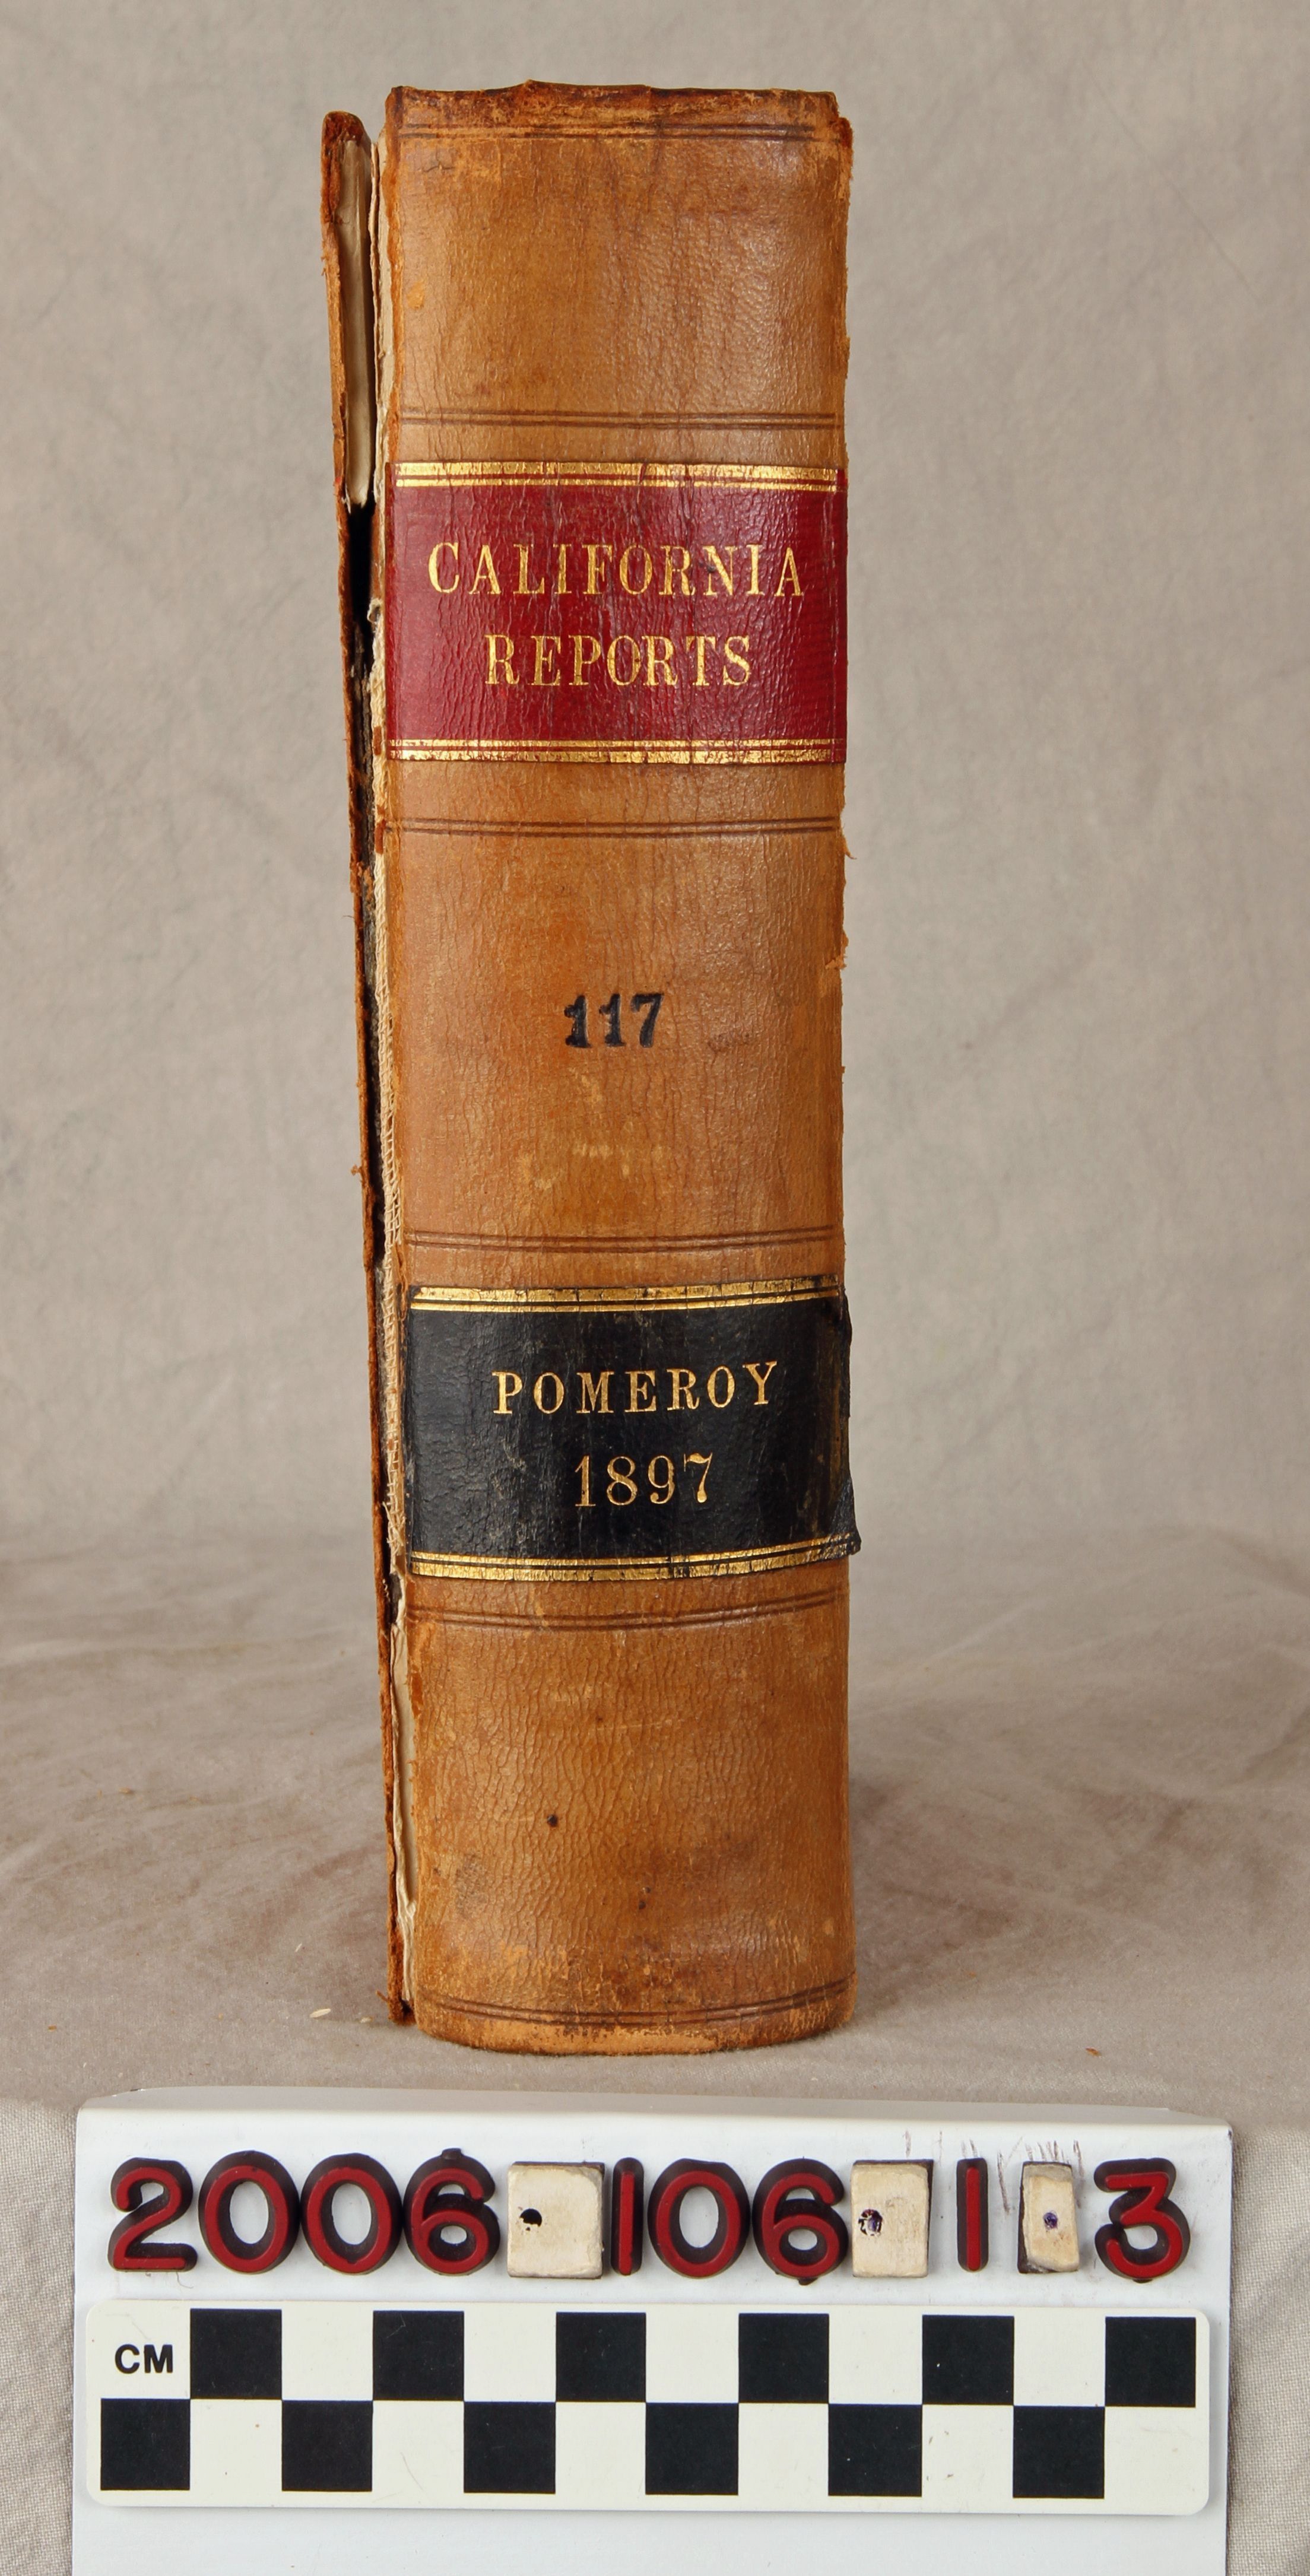 CALIFORNIA
REPORTS
117
POMEROY
1897
2006.106.1.3
CM